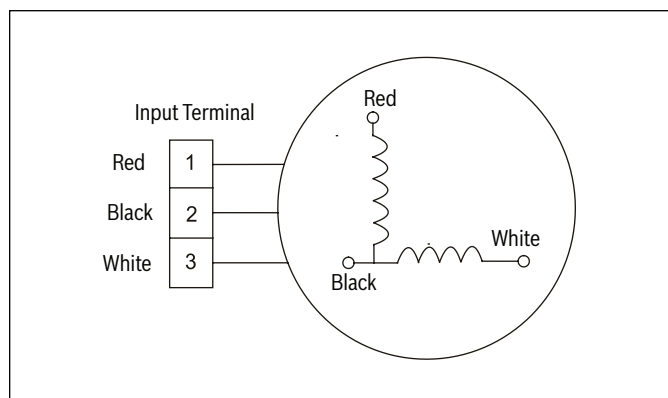 Input Terminal
Red 1
Black 2
White 3
Red
White
Black